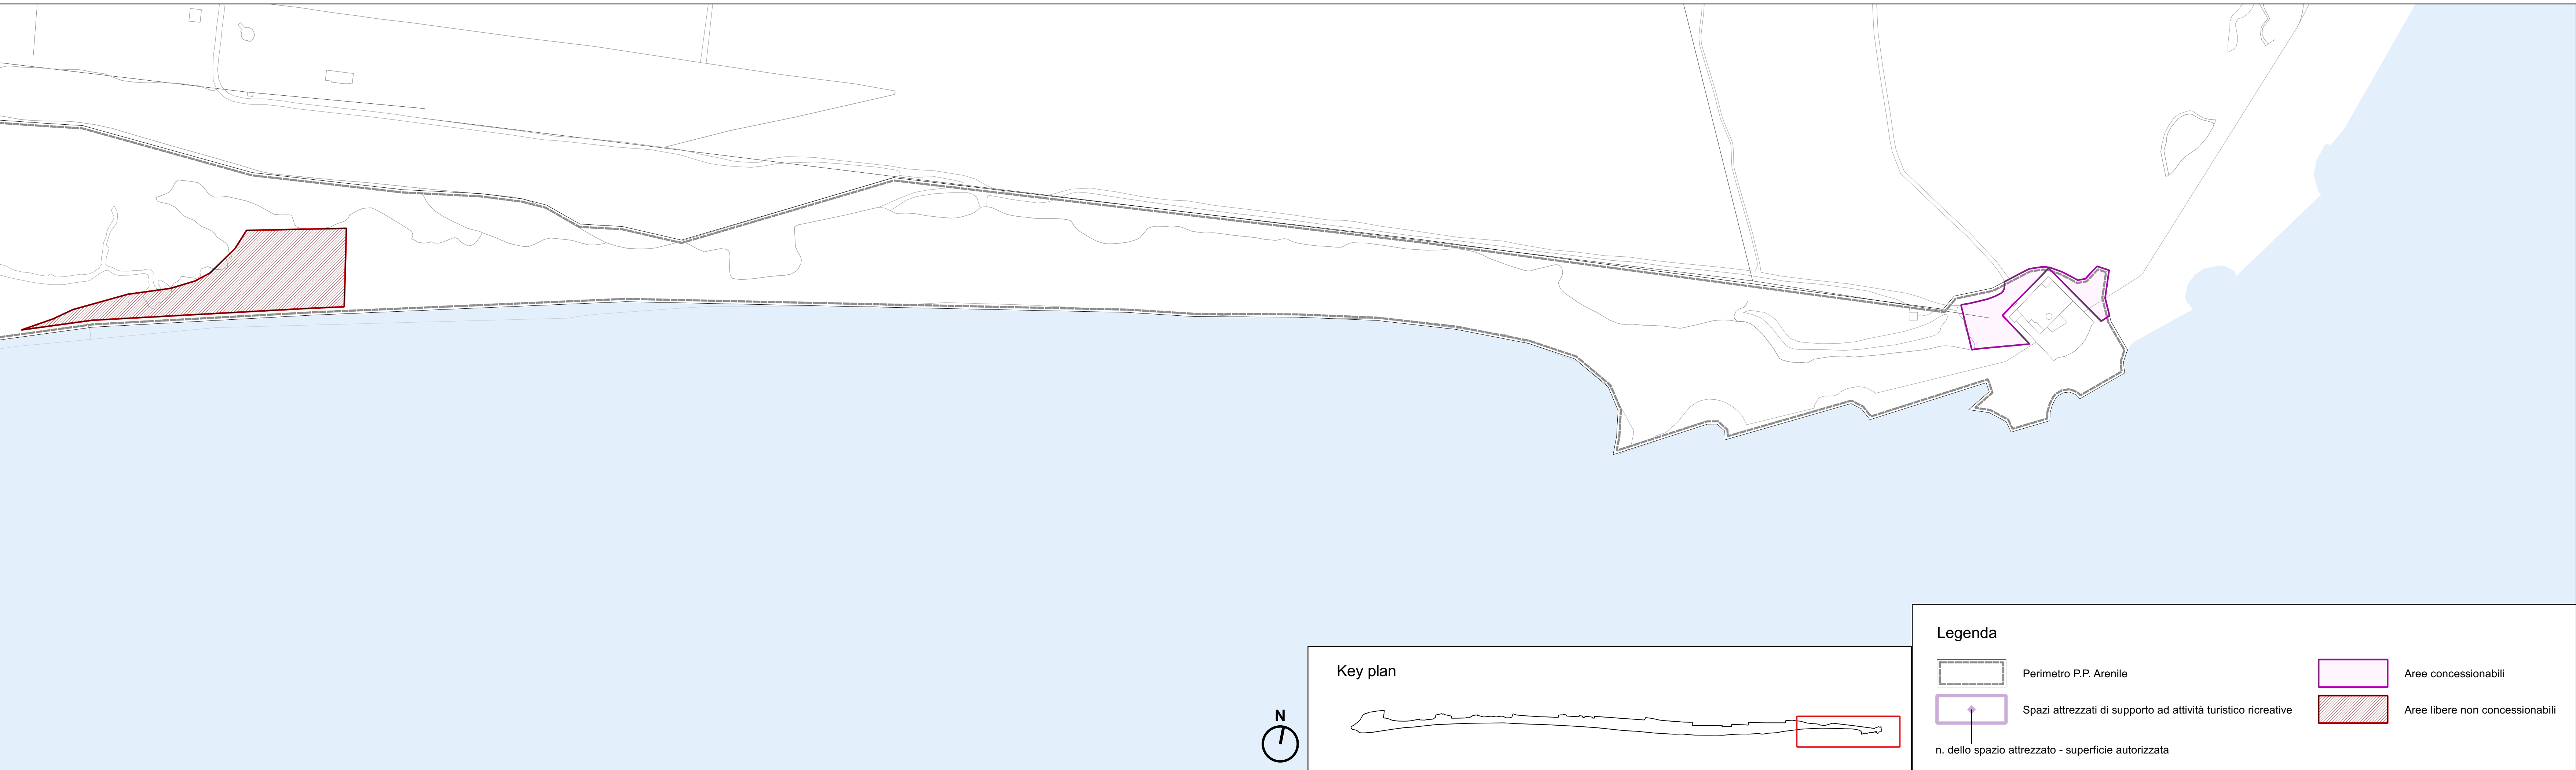 N
Key plan
Legenda
Perimetro P.P. Arenile
Spazi attrezzati di supporto ad attività turistico ricreative
n. dello spazio attrezzato - superficie autorizzata
Aree concessionabili
Aree libere non concessionabili